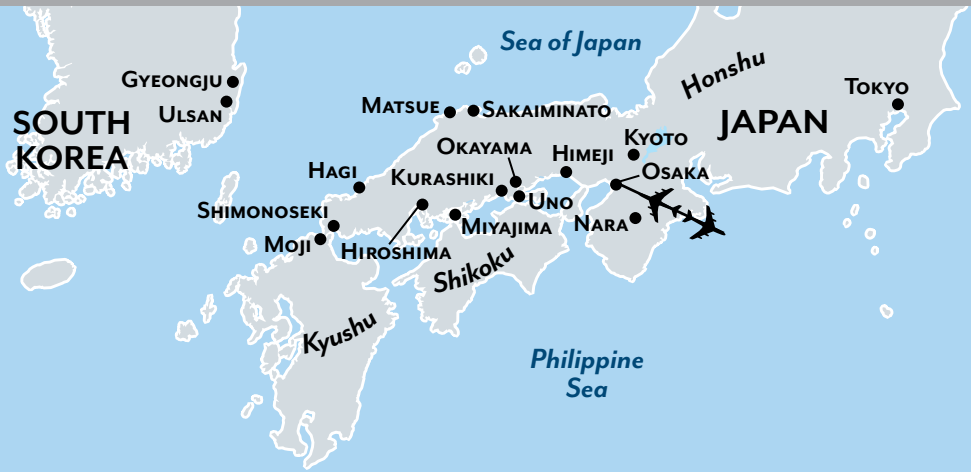 Sea of Japan
Honshu
Gyeongju
Ulsan
SOUTH
KOREA
Matsue
Sakaiminato
Tokyo
JAPAN
Okayama
Himeji
Kyoto
Osaka
Hagi
Kurashiki
Uno
Nara
Shimonoseki
Moji
Hiroshima
Miyajima
Shikoku
Kyushu
Philippine
Sea